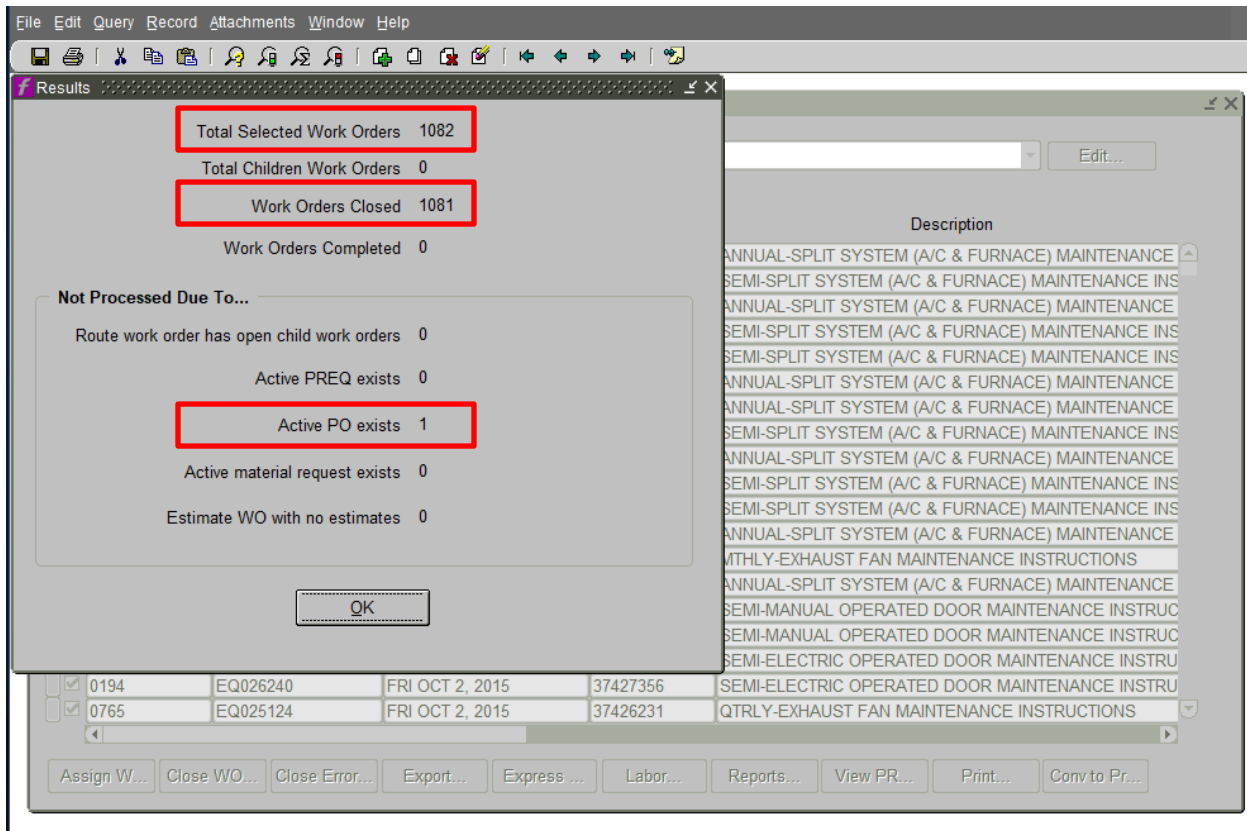 File Edit Query Record Attachments Window Help
Results
Total Selected Work Orders 1082
Total Children Work Orders 0
Work Orders Closed 1081
Work Orders Completed 0
Not Processed Due To...
Route work order has open child work orders 0
Active PREQ exists 0
Active PO exists 1
Active material request exists 0
Estimate WO with no estimates 0
OK
Edit...
Description
ANNUAL-SPLIT SYSTEM (A/C & FURNACE) MAINTENANCE
SEMI-SPLIT SYSTEM (A/C & FURNACE) MAINTENANCE INS
ANNUAL-SPLIT SYSTEM (A/C & FURNACE) MAINTENANCE
SEMI-SPLIT SYSTEM (A/C & FURNACE) MAINTENANCE INS
SEMI-SPLIT SYSTEM (A/C & FURNACE) MAINTENANCE INS
ANNUAL-SPLIT SYSTEM (A/C & FURNACE) MAINTENANCE
ANNUAL-SPLIT SYSTEM (A/C & FURNACE) MAINTENANCE
SEMI-SPLIT SYSTEM (A/C & FURNACE) MAINTENANCE INS
ANNUAL-SPLIT SYSTEM (A/C & FURNACE) MAINTENANCE
SEMI-SPLIT SYSTEM (A/C & FURNACE) MAINTENANCE INS
SEMI-SPLIT SYSTEM (A/C & FURNACE) MAINTENANCE INS
ANNUAL-SPLIT SYSTEM (A/C & FURNACE) MAINTENANCE
MTHLY-EXHAUST FAN MAINTENANCE INSTRUCTIONS
ANNUAL-SPLIT SYSTEM (A/C & FURNACE) MAINTENANCE
SEMI-MANUAL OPERATED DOOR MAINTENANCE INSTRUC
SEMI-MANUAL OPERATED DOOR MAINTENANCE INSTRUC
SEMI-ELECTRIC OPERATED DOOR MAINTENANCE INSTRU
0194 EQ026240 FRI OCT 2, 2015 37427356 SEMI-ELECTRIC OPERATED DOOR MAINTENANCE INSTRU
0765 EQ025124 FRI OCT 2, 2015 37426231 QTRLY-EXHAUST FAN MAINTENANCE INSTRUCTIONS
Assign W... Close WO... Close Error... Export... Express ... Labor... Reports... View PR... Print... Conv to Pr...